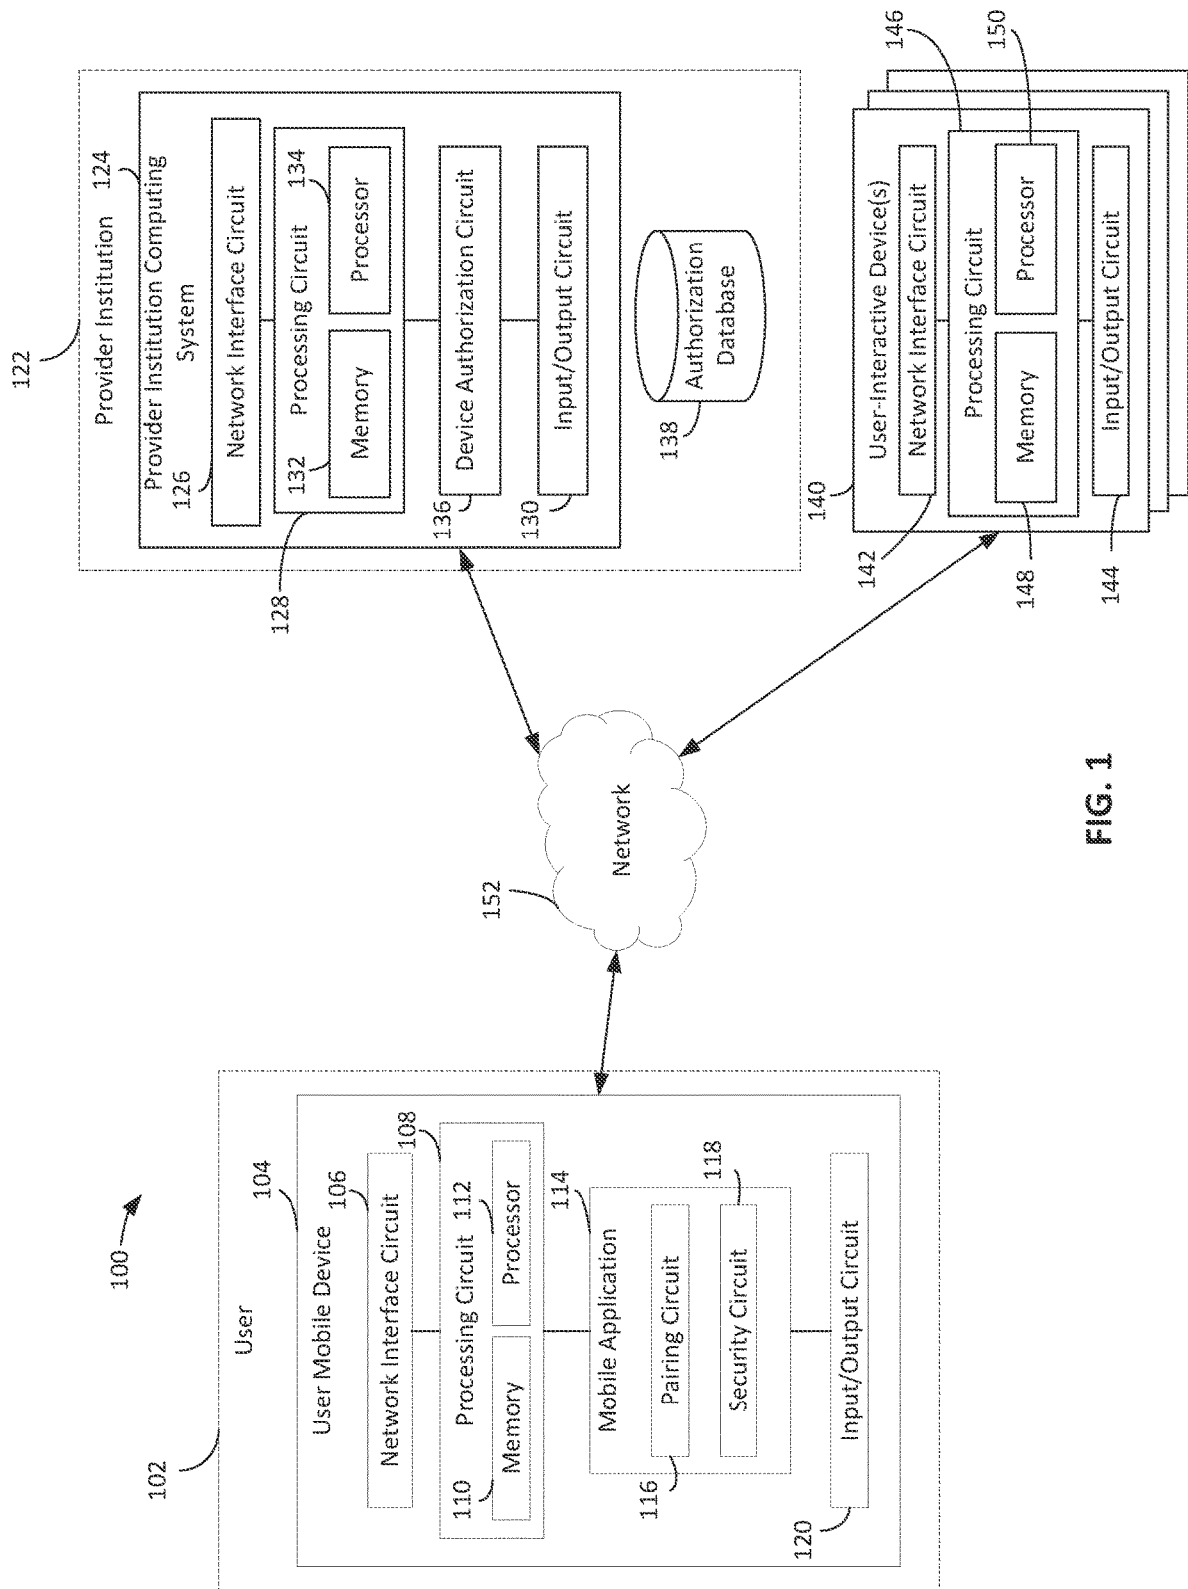 100
102
User
104
User Mobile Device
106
Network Interface Circuit
108
Processing Circuit
112
110
Memory
Processor
114
Mobile Application
116
Pairing Circuit
118
Security Circuit
120
Input/Output Circuit
152
Network
122
Provider Institution
124
Provider Institution Computing
System
126
Network Interface Circuit
128
Processing Circuit
134
132
Memory
Processor
136
Device Authorization Circuit
130
Input/Output Circuit
138
Authorization
Database
140
User-Interactive Device(s)
142
Network Interface Circuit
146
Processing Circuit
148
Memory
150
Processor
144
Input/Output Circuit
FIG. 1